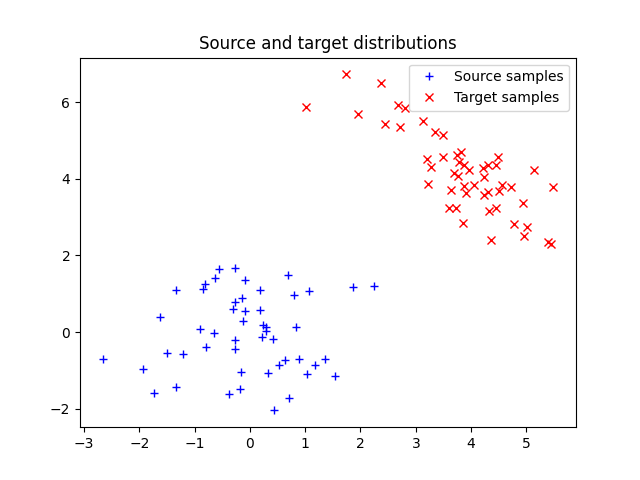 Source and target distributions
Source samples
Target samples
6
4
2
0
−2
−3 −2 −1 0 1 2 3 4 5